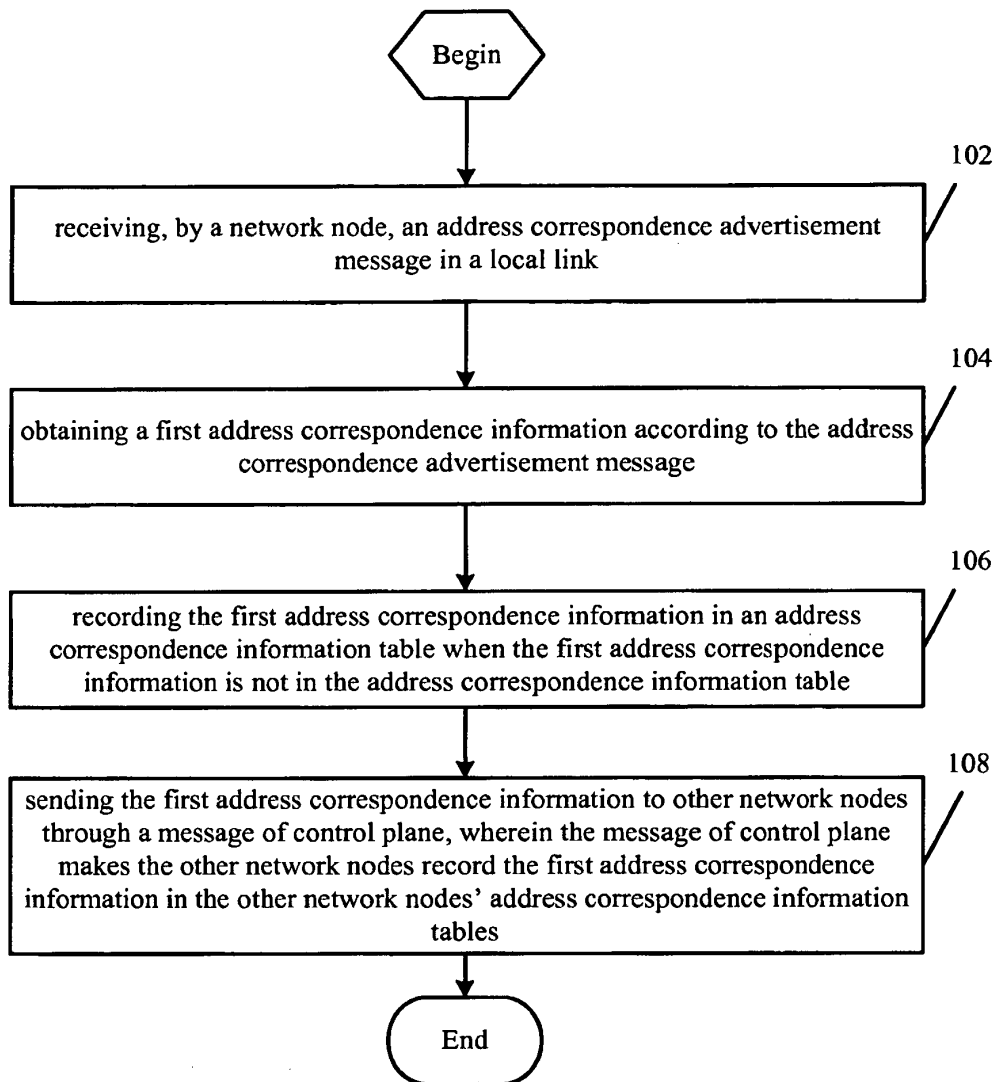 Begin
102
receiving, by a network node, an address correspondence advertisement
message in a local link
104
obtaining a first address correspondence information according to the address
correspondence advertisement message
106
recording the first address correspondence information in an address
correspondence information table when the first address correspondence
information is not in the address correspondence information table
108
sending the first address correspondence information to other network nodes
through a message of control plane, wherein the message of control plane
makes the other network nodes record the first address correspondence
information in the other network nodes' address correspondence information
tables
End